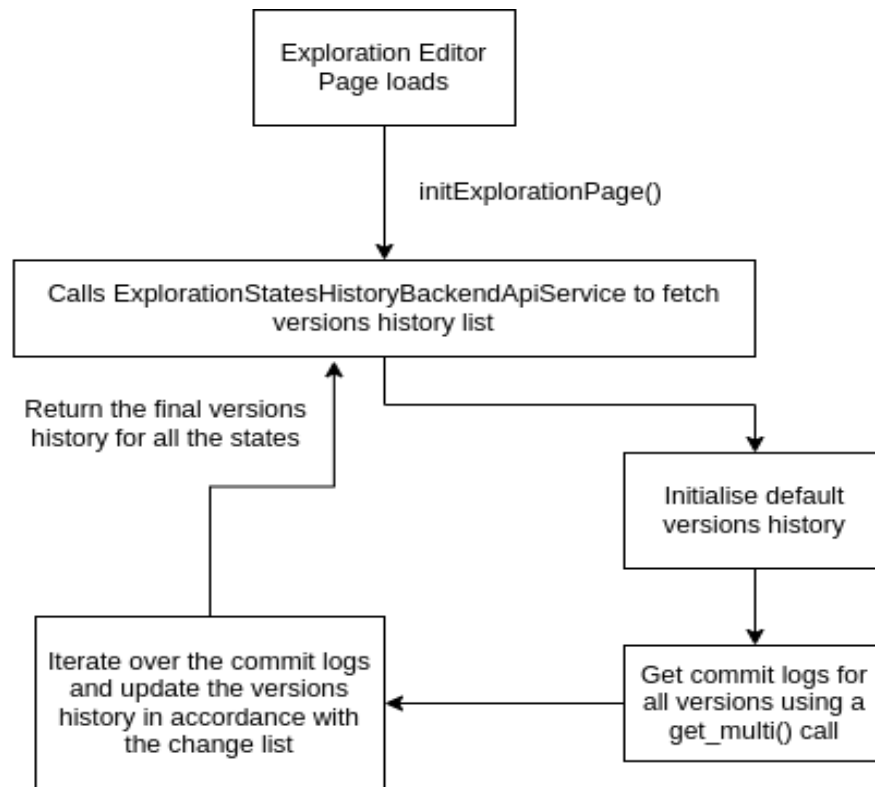 Exploration Editor
Page loads
initExplorationPage()
Calls ExplorationStatesHistoryBackendApiService to fetch
versions history list
Return the final versions
history for all the states
Initialise default
versions history
Iterate over the commit logs
and update the versions
history in accordance with
the change list
Get commit logs for
all versions using a
get_multi() call